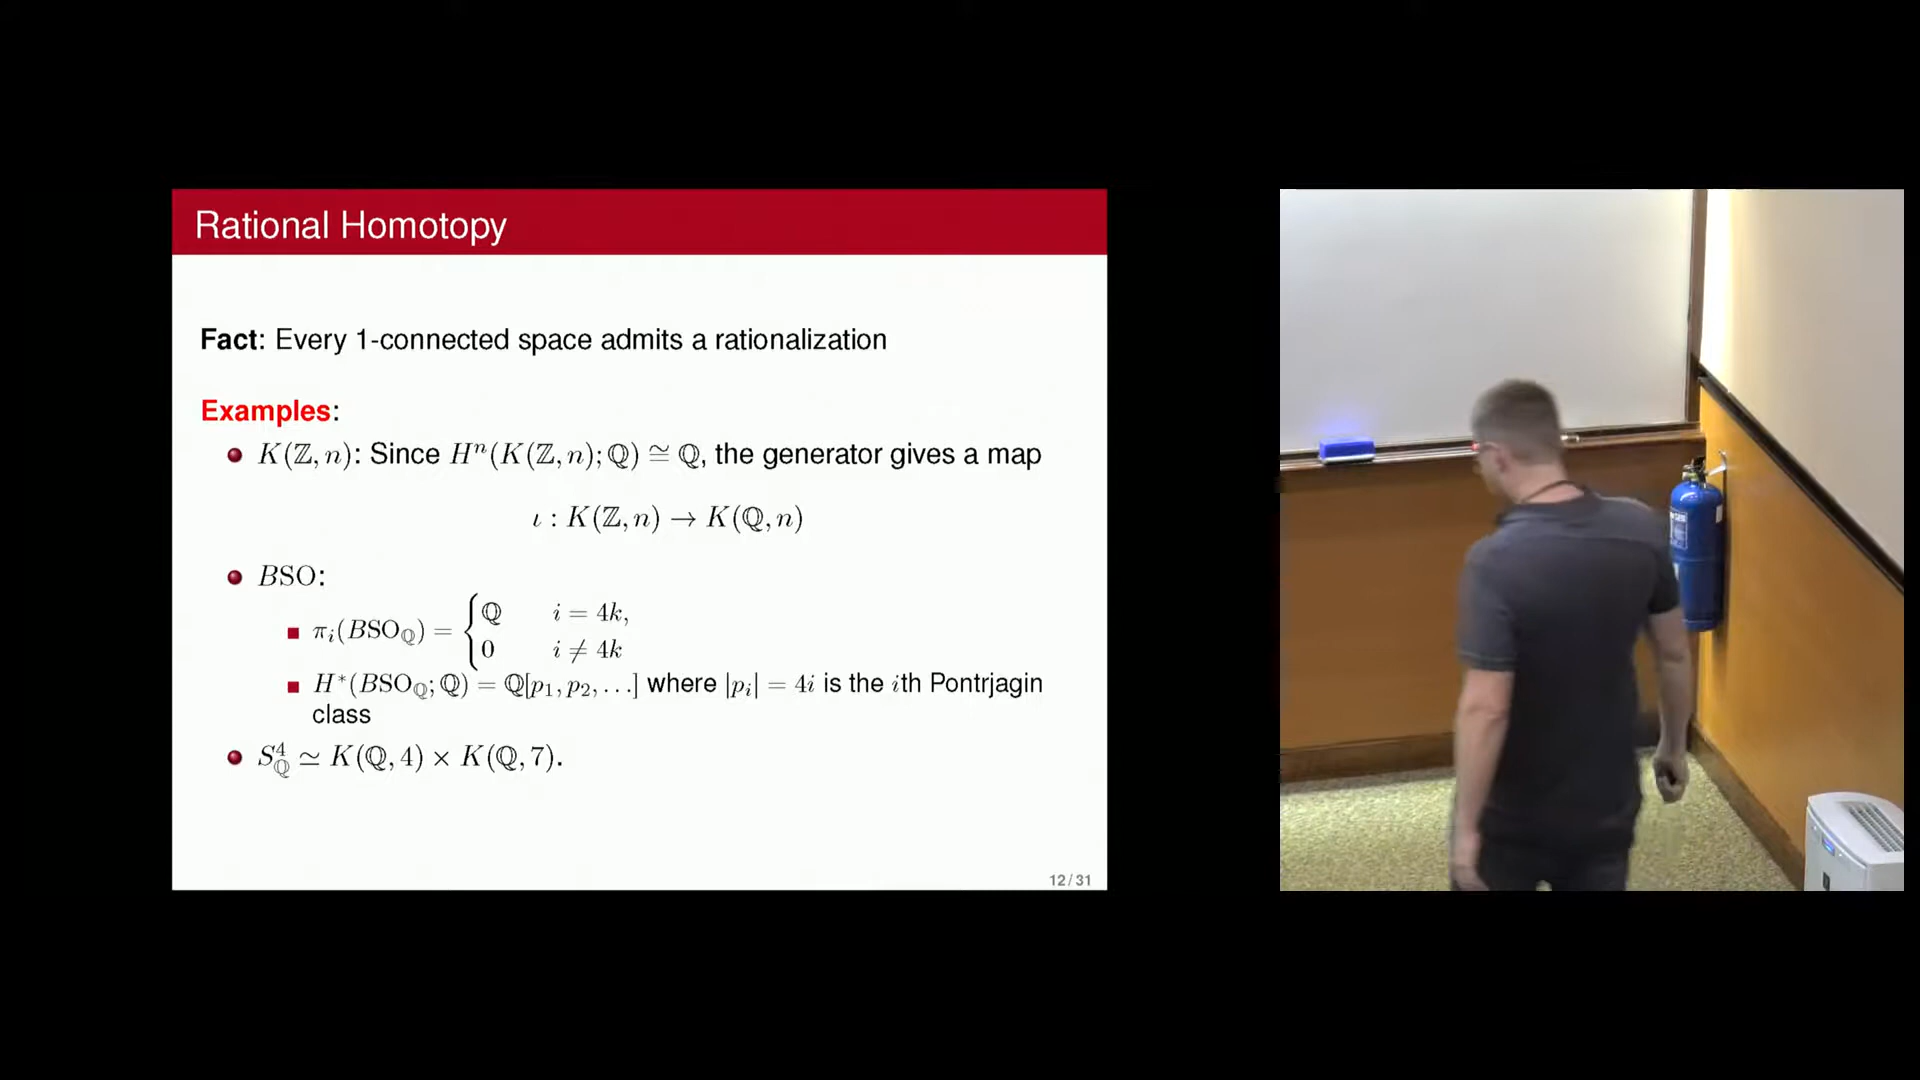 Rational Homotopy
Fact: Every 1-connected space admits a rationalization
Examples:
K(ℤ, n): Since Hⁿ(K(ℤ, n); ℚ) ≅ ℚ, the generator gives a map
ι : K(ℤ, n) → K(ℚ, n)
BSO:
πᵢ(BSO_ℚ) = { ℚ i = 4k,
0 i ≠ 4k
H*(BSO_ℚ; ℚ) = ℚ[p₁, p₂, . . .] where |pᵢ| = 4i is the ith Pontrjagin
class
S⁴_ℚ ≃ K(ℚ, 4) × K(ℚ, 7).
12 / 31